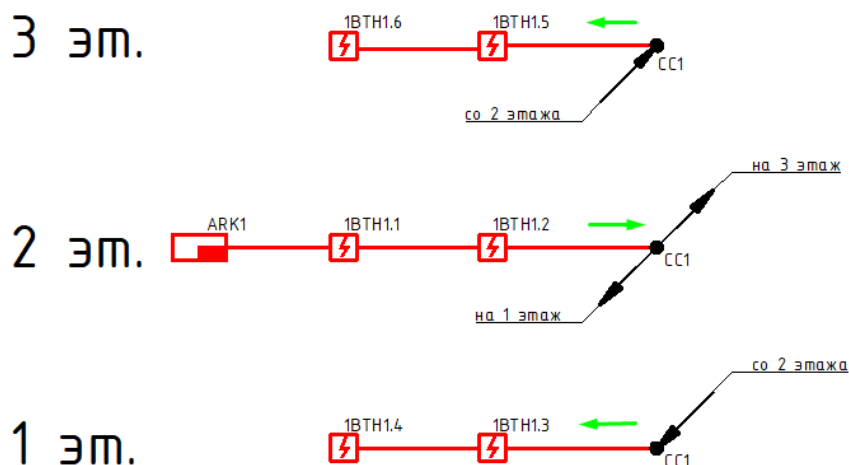 3 эт.
1BTH1.6
1BTH1.5
CC1
со 2 этажа
на 3 этаж
2 эт.
ARK1
1BTH1.1
1BTH1.2
CC1
на 1 этаж
со 2 этажа
1 эт.
1BTH1.4
1BTH1.3
CC1